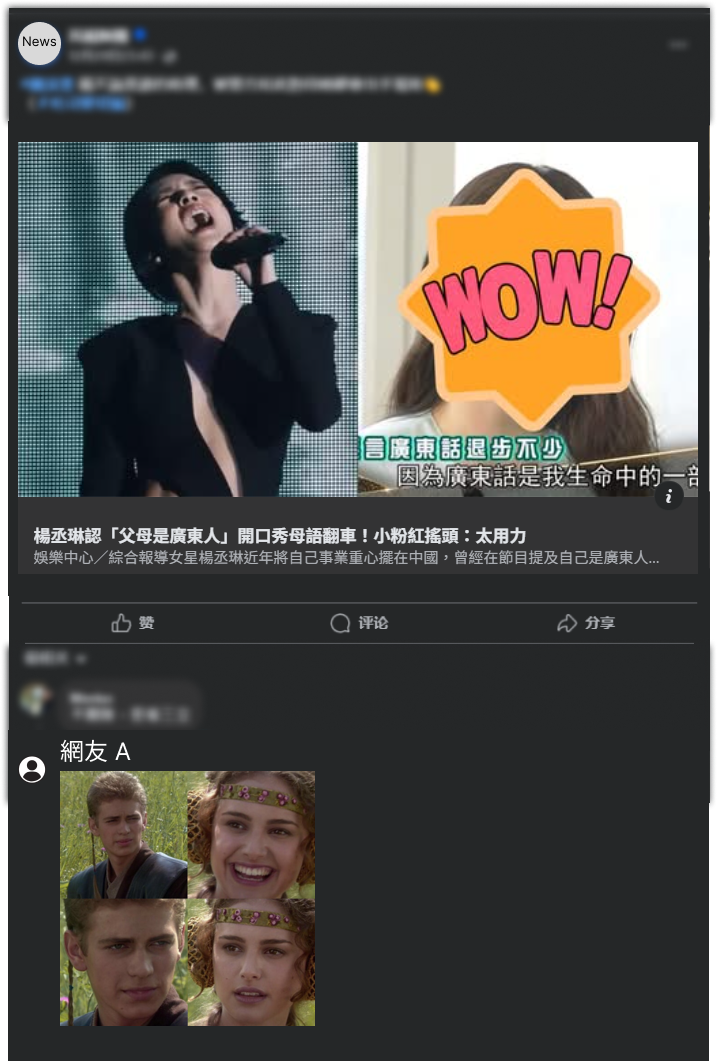 News
WOW!
言廣東話退步不少
因為廣東話是我生命中的一部
楊丞琳認「父母是廣東人」開口秀母語翻車！小粉紅搖頭：太用力
娛樂中心／綜合報導女星楊丞琳近年將自己事業重心擺在中國，曾經在節目提及自己是廣東人...
赞
评论
分享
網友 A